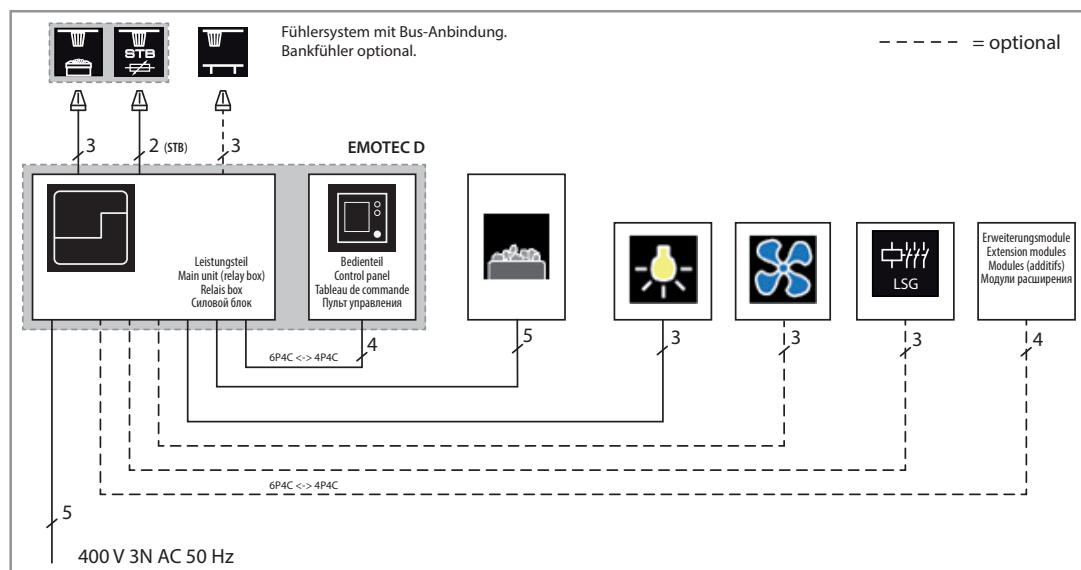 Fühlersystem mit Bus-Anbindung.
Bankfühler optional.
= optional
STB
3
2 (STB)
3
EMOTEC D
Leistungsteil
Main unit (relay box)
Relais box
Силовой блок
Bedienteil
Control panel
Tableau de commande
Пульт управления
LSG
Erweiterungsmodule
Extension modules
Modules (additifs)
Модули расширения
6P4C <-> 4P4C
4
5
3
3
3
4
6P4C <-> 4P4C
5
400 V 3N AC 50 Hz